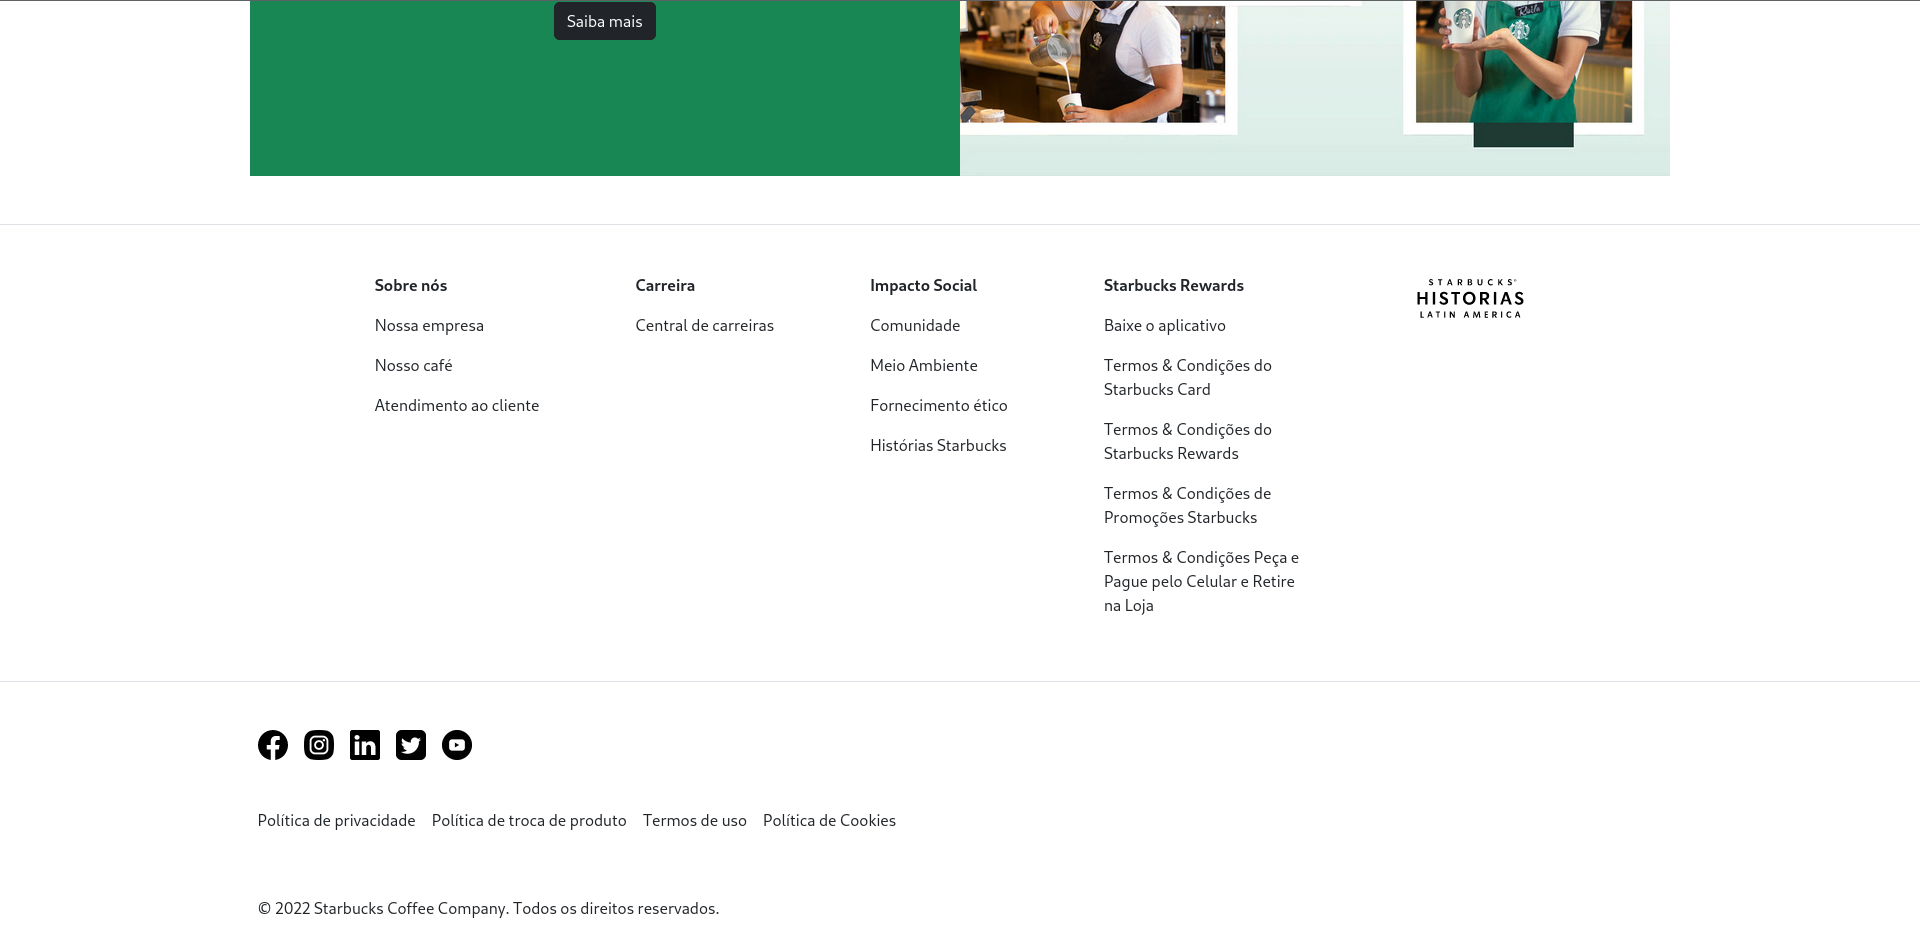 Saiba mais
Sobre nós
Nossa empresa
Nosso café
Atendimento ao cliente
Carreira
Central de carreiras
Impacto Social
Comunidade
Meio Ambiente
Fornecimento ético
Histórias Starbucks
Starbucks Rewards
Baixe o aplicativo
Termos & Condições do
Starbucks Card
Termos & Condições do
Starbucks Rewards
Termos & Condições de
Promoções Starbucks
Termos & Condições Peça e
Pague pelo Celular e Retire
na Loja
STARBUCKS®
HISTORIAS
LATIN AMERICA
Política de privacidade
Política de troca de produto
Termos de uso
Política de Cookies
© 2022 Starbucks Coffee Company. Todos os direitos reservados.